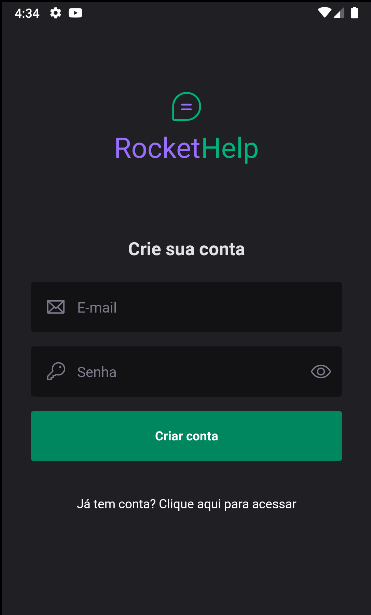 4:34
RocketHelp
Crie sua conta
E-mail
Senha
Criar conta
Já tem conta? Clique aqui para acessar